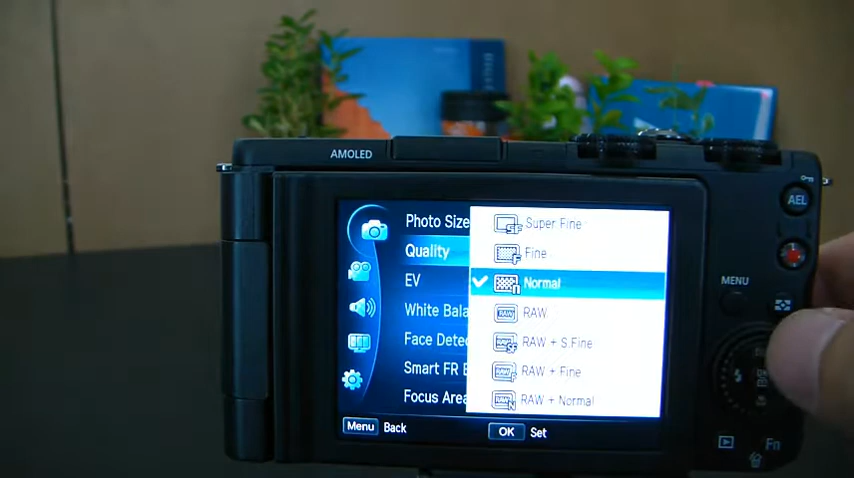 AMOLED
AEL
MENU
Photo Size
Quality
EV
White Bala
Face Detec
Smart FR E
Focus Area
Super Fine
Fine
Normal
RAW
RAW + S.Fine
RAW + Fine
RAW + Normal
Menu Back
OK Set
Fn